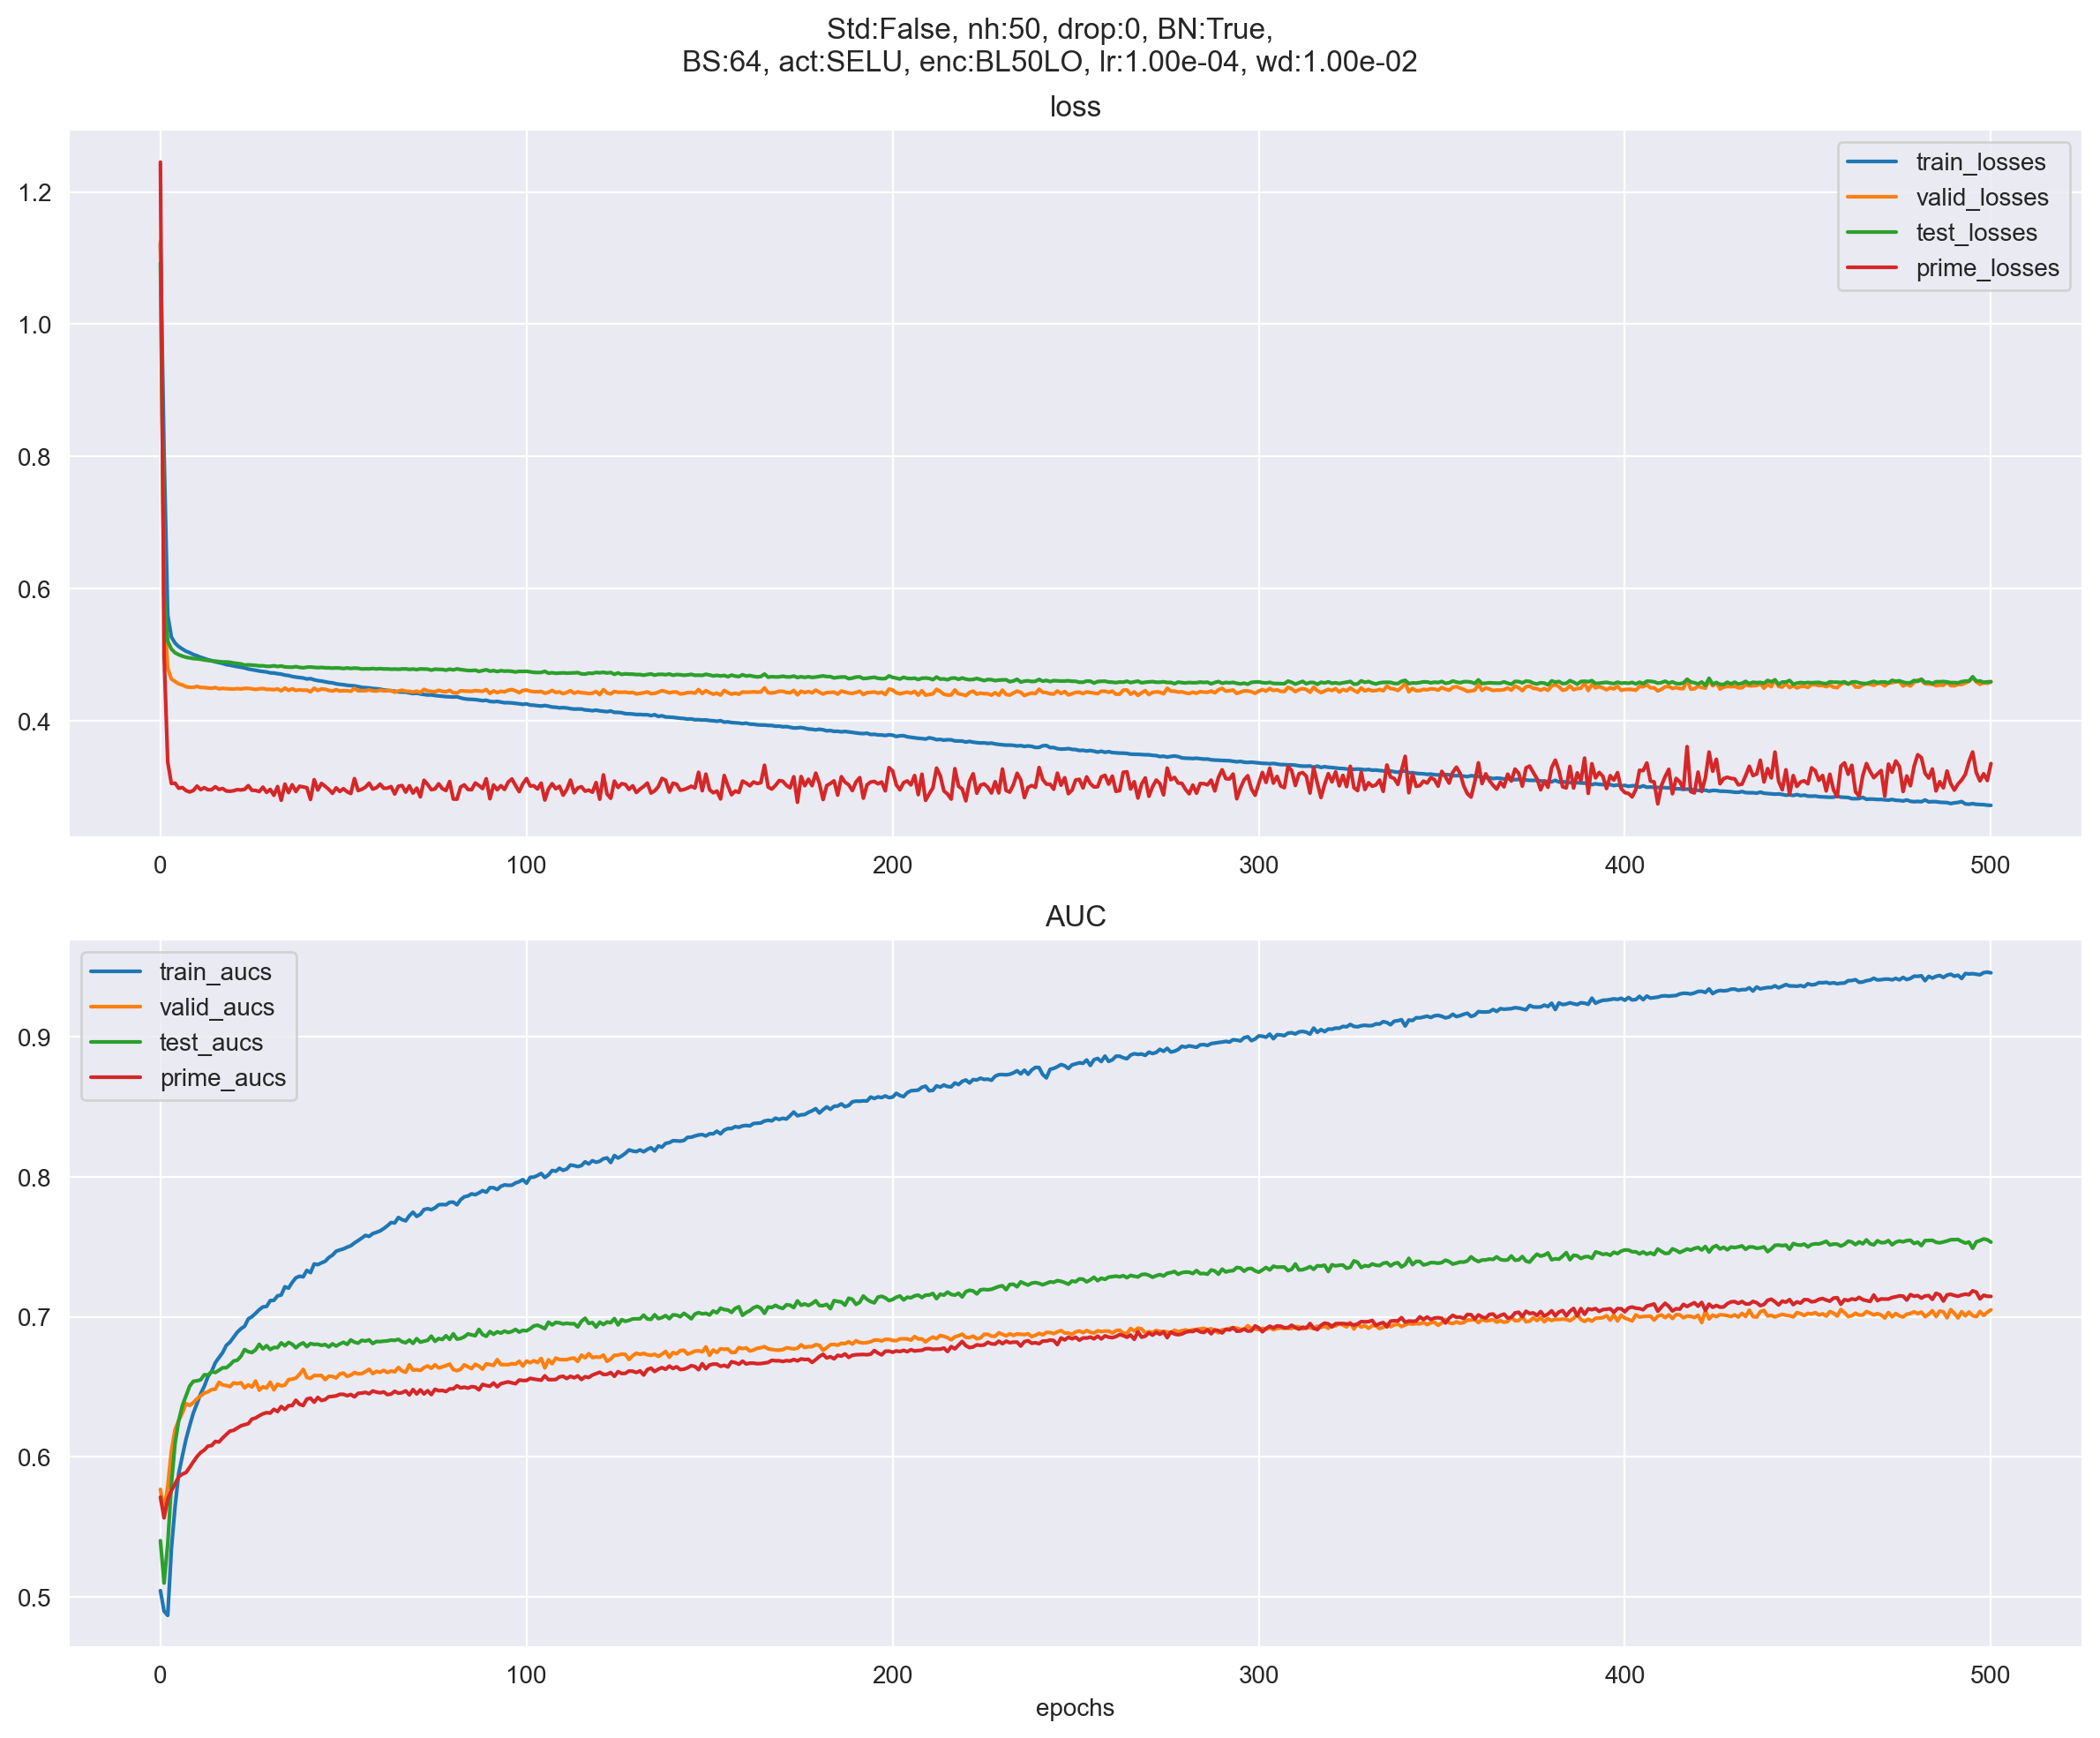 Std:False, nh:50, drop:0, BN:True,
BS:64, act:SELU, enc:BL50LO, lr:1.00e-04, wd:1.00e-02
loss
train_losses
valid_losses
test_losses
prime_losses
1.2
1.0
0.8
0.6
0.4
0 100 200 300 400 500
AUC
train_aucs
valid_aucs
test_aucs
prime_aucs
0.9
0.8
0.7
0.6
0.5
0 100 200 300 400 500
epochs